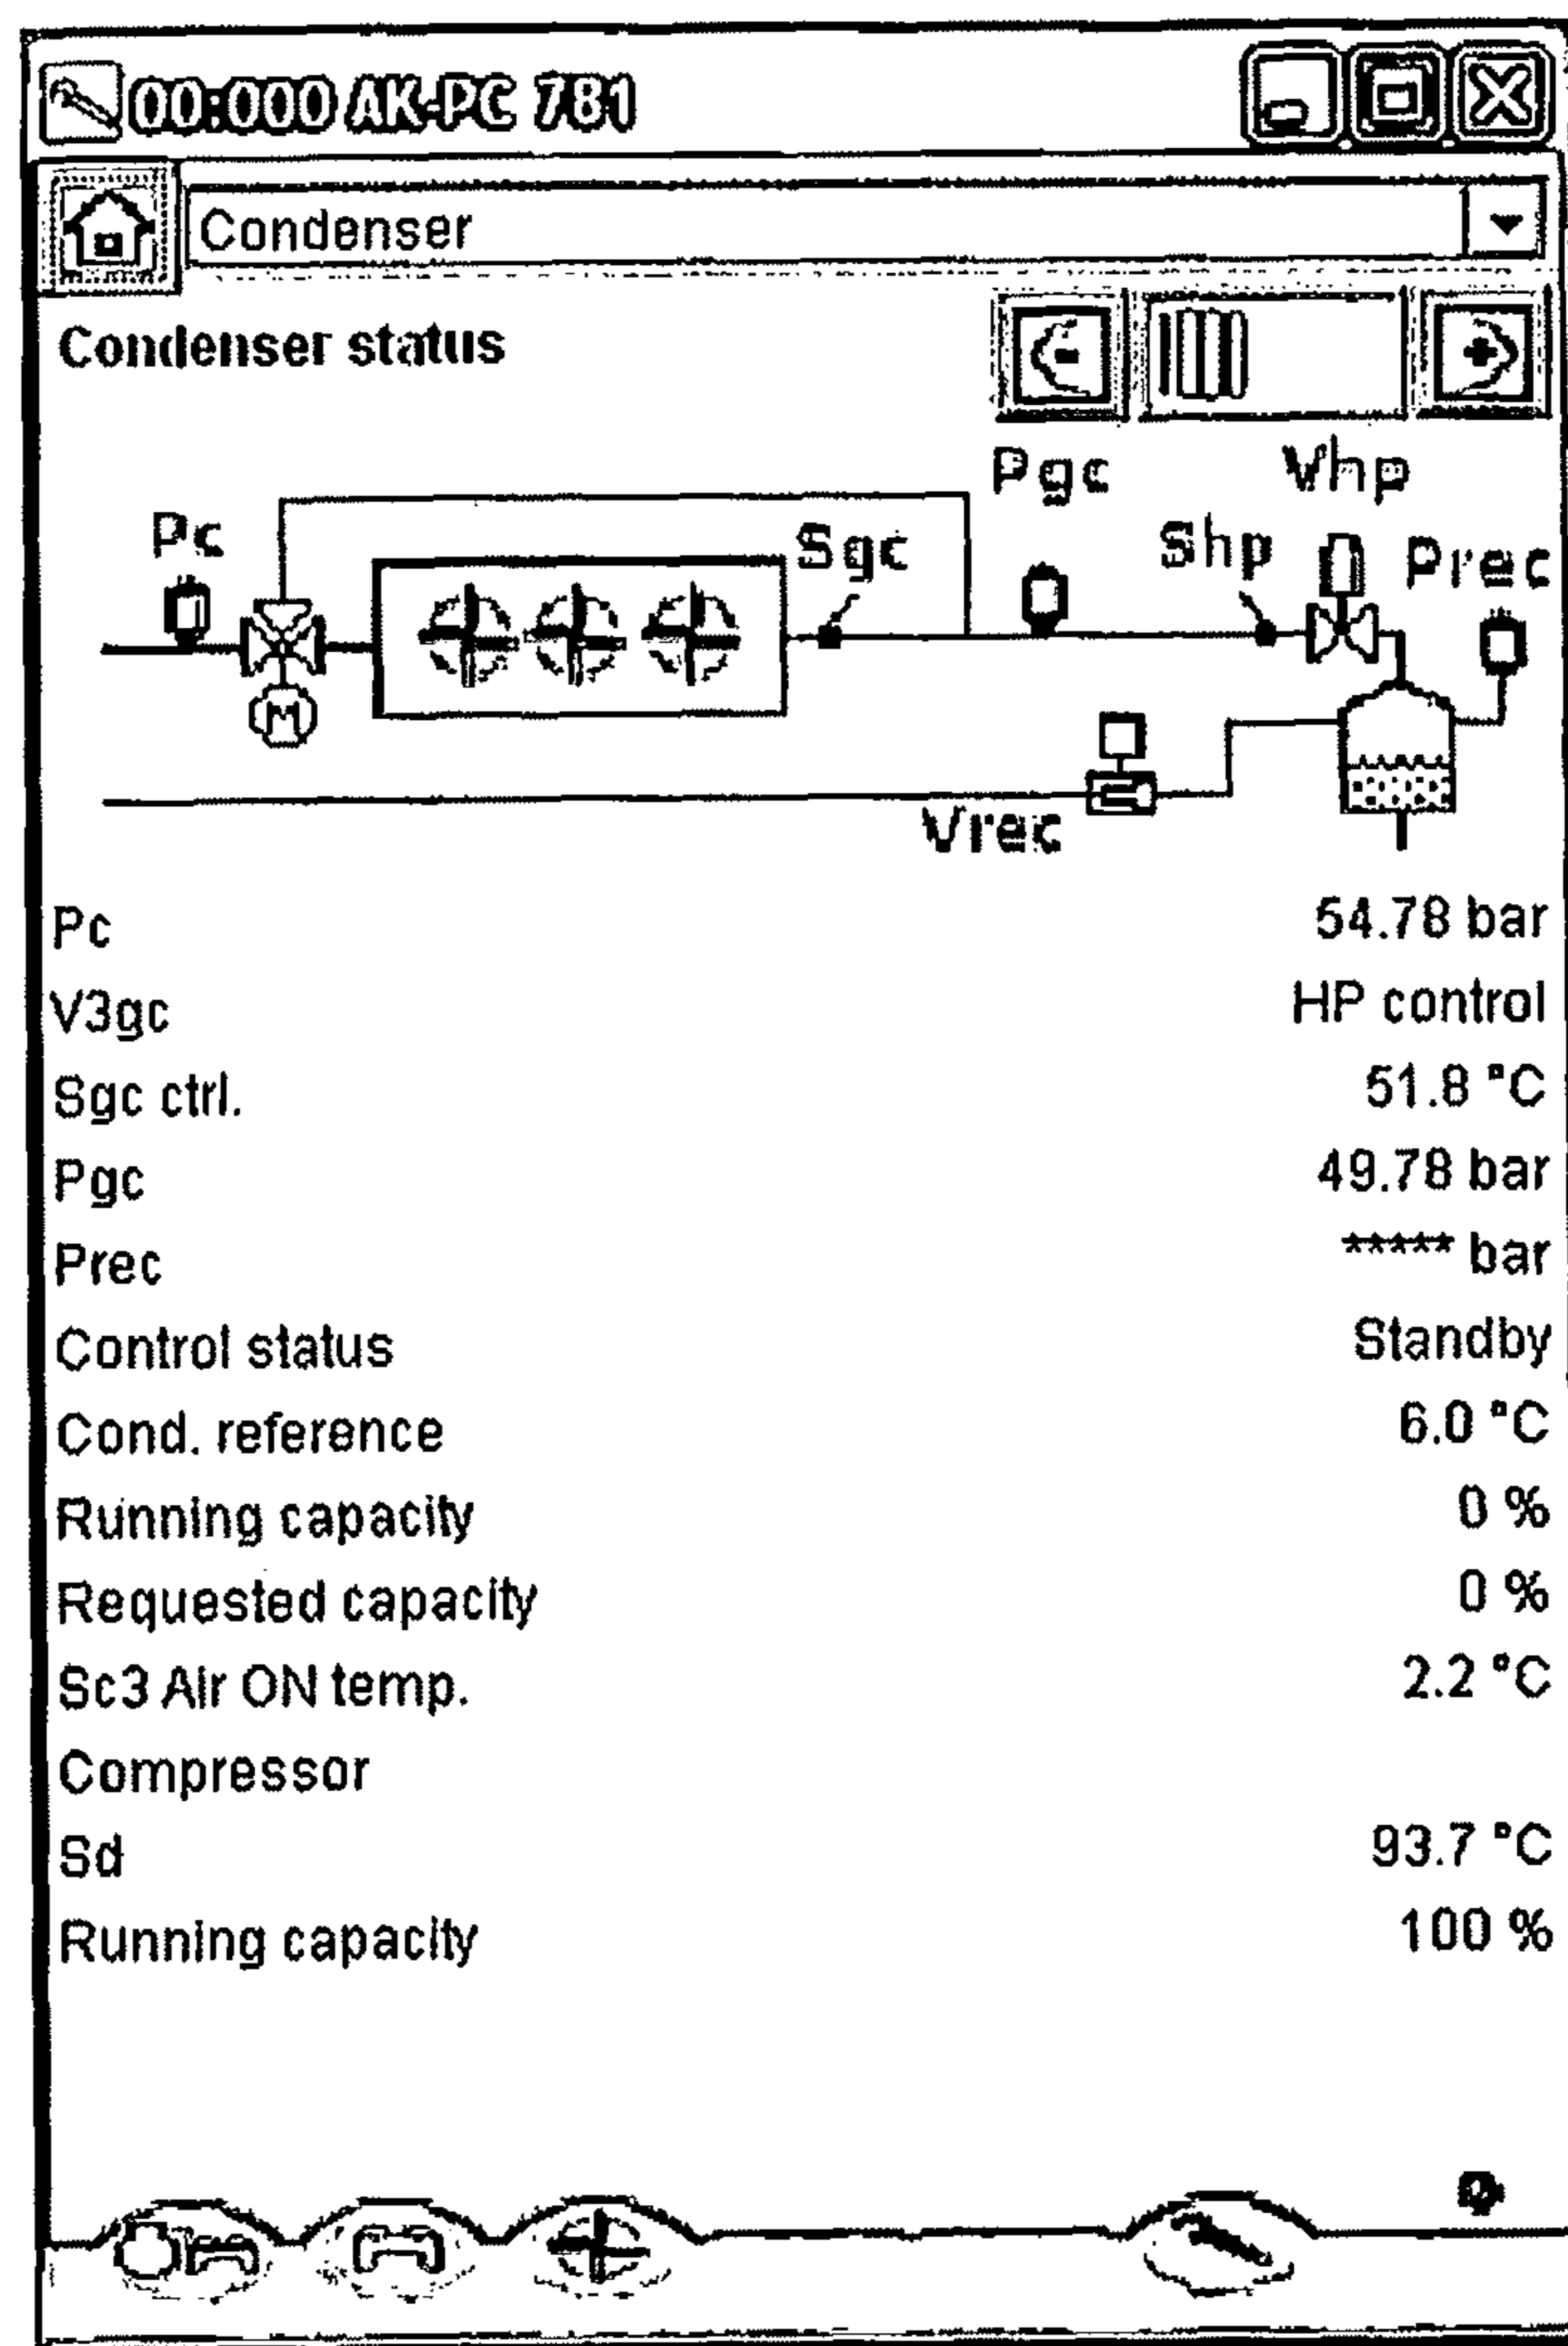 00:000 AK-PC 781
Condenser
Condenser status
Pgc Vhp
Pc Sgc Shp Prec
M
Vrec
Pc 54.78 bar
V3gc HP control
Sgc ctrl. 51.8 °C
Pgc 49.78 bar
Prec ***** bar
Control status Standby
Cond. reference 6.0 °C
Running capacity 0 %
Requested capacity 0 %
Sc3 Air ON temp. 2.2 °C
Compressor
Sd 93.7 °C
Running capacity 100 %